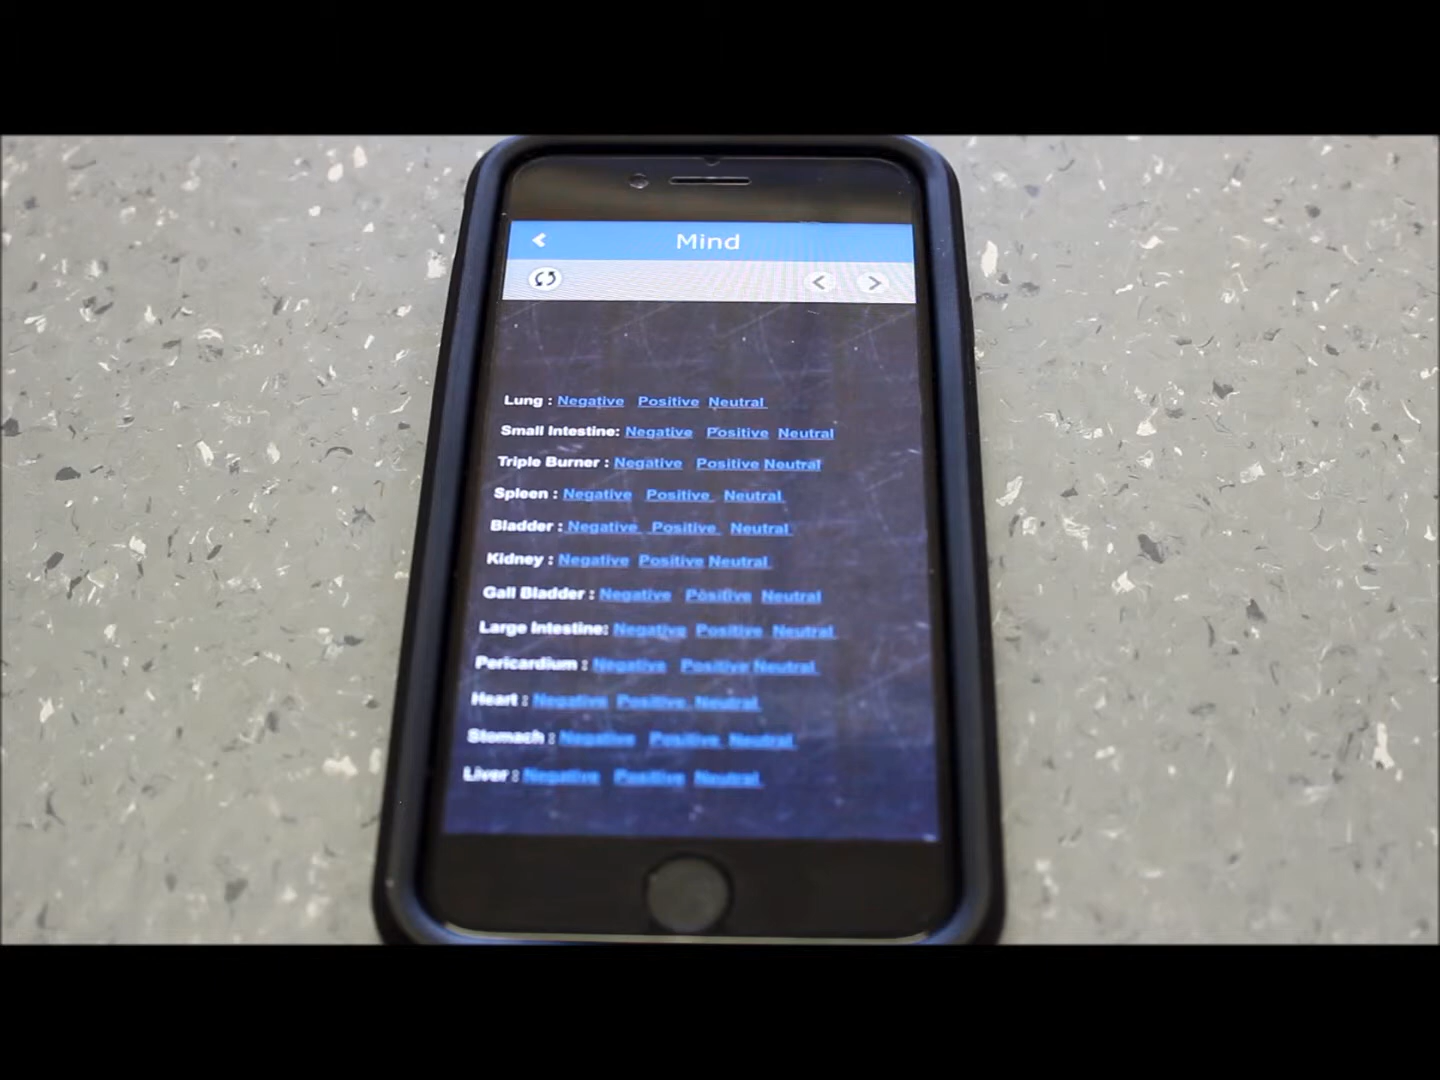 Mind
Lung : Negative Positive Neutral
Small Intestine: Negative Positive Neutral
Triple Burner : Negative Positive Neutral
Spleen : Negative Positive Neutral
Bladder : Negative Positive Neutral
Kidney : Negative Positive Neutral
Gall Bladder : Negative Positive Neutral
Large Intestine: Negative Positive Neutral
Pericardium : Negative Positive Neutral
Heart : Negative Positive Neutral
Stomach : Negative Positive Neutral
Liver : Negative Positive Neutral